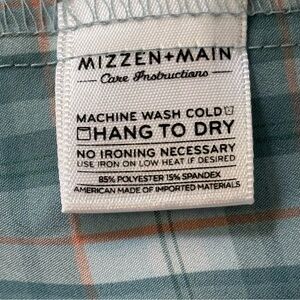 MIZZEN+MAIN
Care Instructions
MACHINE WASH COLD
HANG TO DRY
NO IRONING NECESSARY
USE IRON ON LOW HEAT IF DESIRED
85% POLYESTER 15% SPANDEX
AMERICAN MADE OF IMPORTED MATERIALS